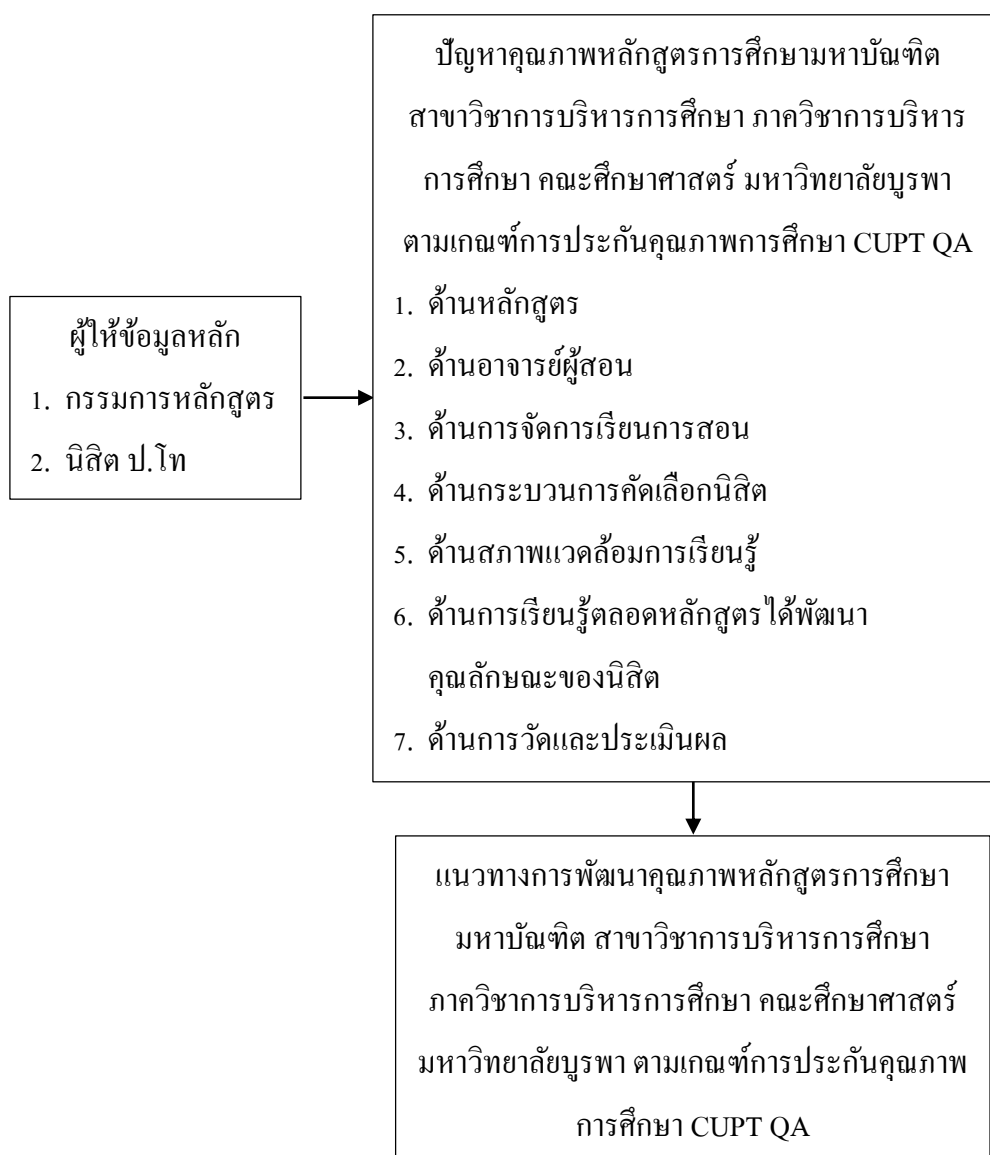 ผู้ให้ข้อมูลหลัก
1. กรรมการหลักสูตร
2. นิสิต ป.โท
ปัญหาคุณภาพหลักสูตรการศึกษามหาบัณฑิต
สาขาวิชาการบริหารการศึกษา ภาควิชาการบริหาร
การศึกษา คณะศึกษาศาสตร์ มหาวิทยาลัยบูรพา
ตามเกณฑ์การประกันคุณภาพการศึกษา CUPT QA
1. ด้านหลักสูตร
2. ด้านอาจารย์ผู้สอน
3. ด้านการจัดการเรียนการสอน
4. ด้านกระบวนการคัดเลือกนิสิต
5. ด้านสภาพแวดล้อมการเรียนรู้
6. ด้านการเรียนรู้ตลอดหลักสูตรได้พัฒนา
คุณลักษณะของนิสิต
7. ด้านการวัดและประเมินผล
แนวทางการพัฒนาคุณภาพหลักสูตรการศึกษา
มหาบัณฑิต สาขาวิชาการบริหารการศึกษา
ภาควิชาการบริหารการศึกษา คณะศึกษาศาสตร์
มหาวิทยาลัยบูรพา ตามเกณฑ์การประกันคุณภาพ
การศึกษา CUPT QA